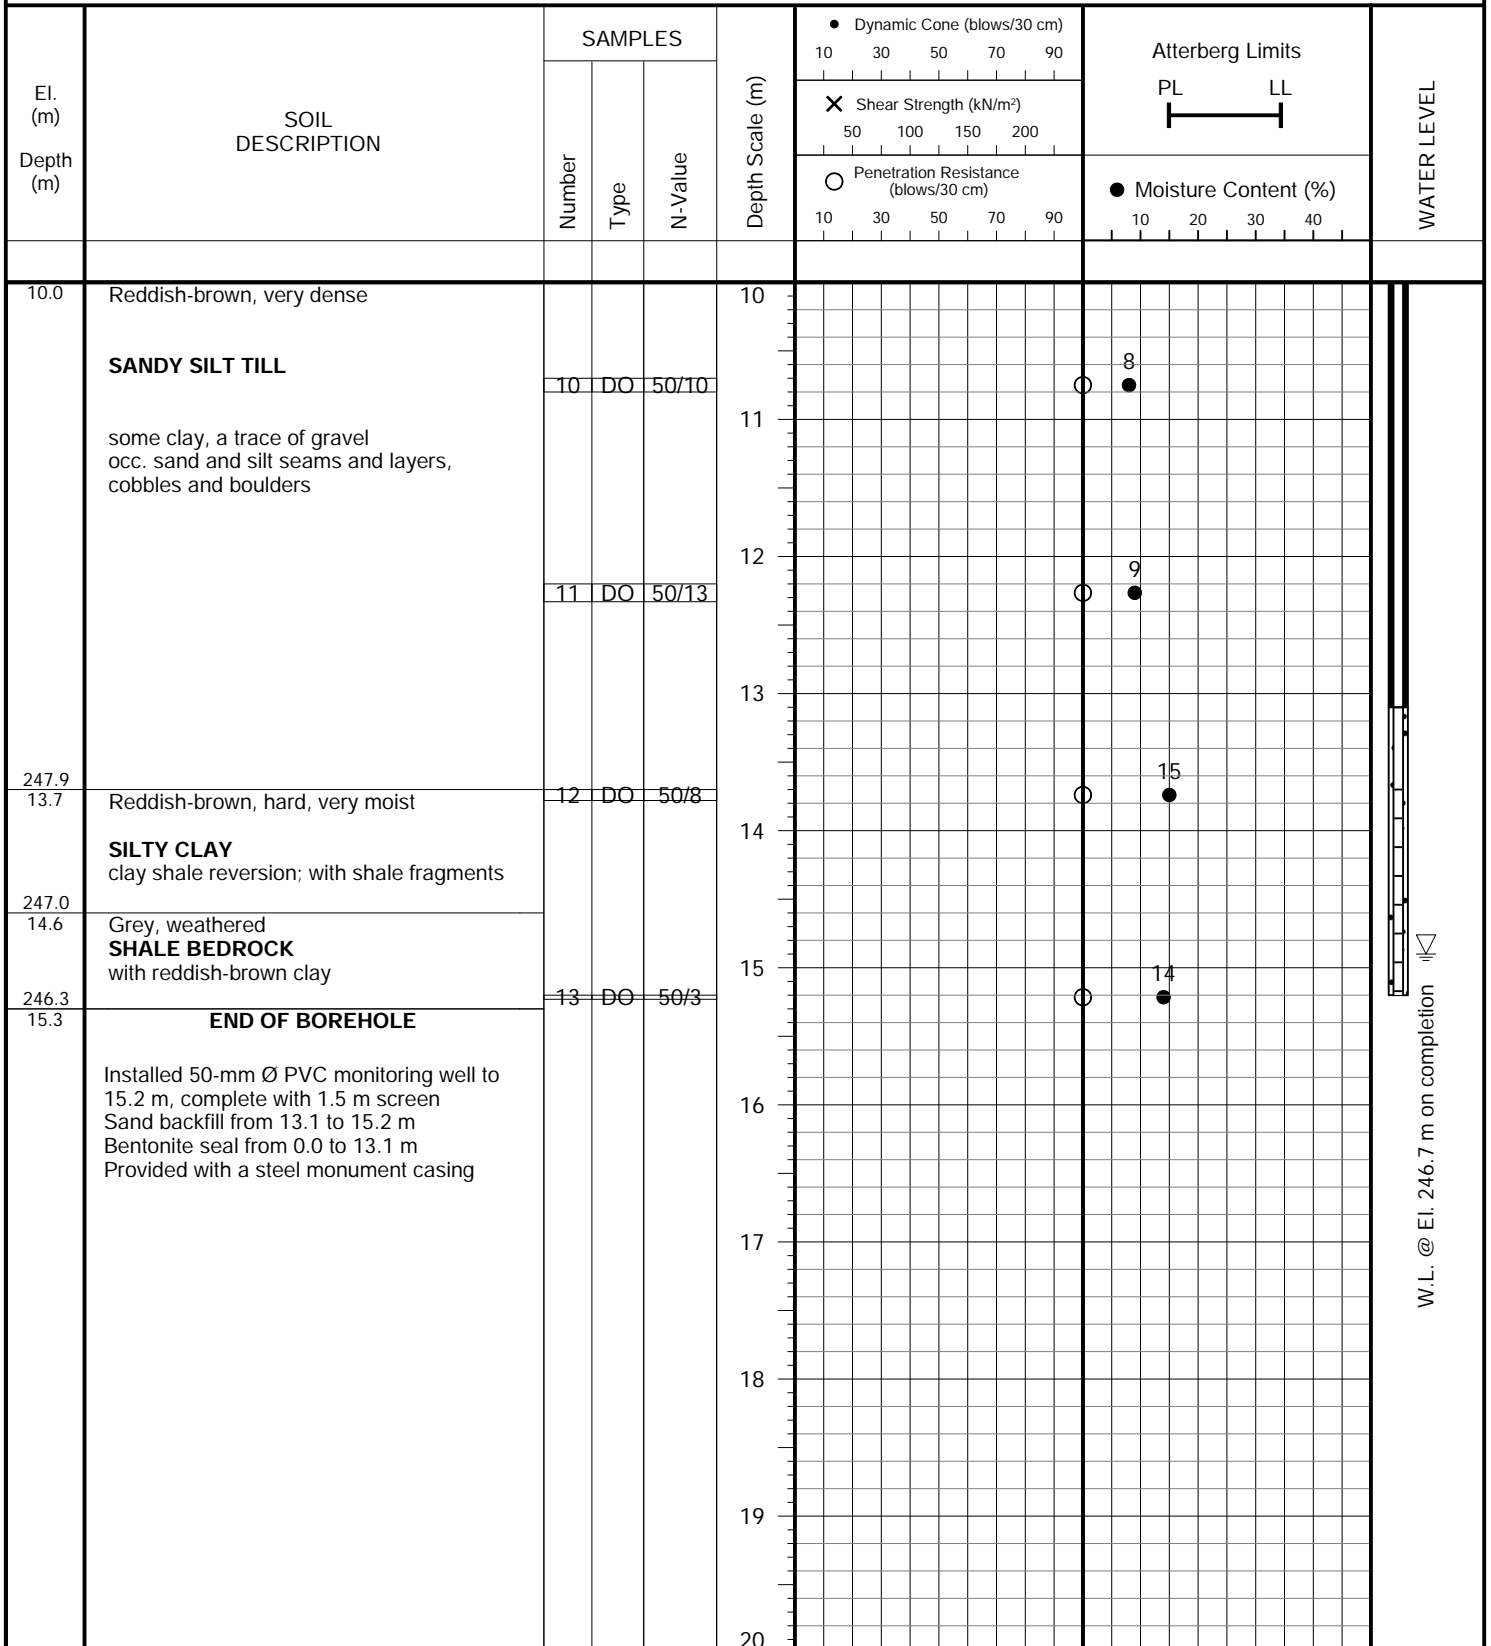 El.
(m)
Depth
(m)
SOIL
DESCRIPTION
SAMPLES
Number
Type
N-Value
Depth Scale (m)
● Dynamic Cone (blows/30 cm)
10 30 50 70 90
✕ Shear Strength (kN/m²)
50 100 150 200
○ Penetration Resistance
(blows/30 cm)
10 30 50 70 90
Atterberg Limits
PL LL
● Moisture Content (%)
10 20 30 40
WATER LEVEL
10.0 Reddish-brown, very dense 10
SANDY SILT TILL
8
10 DO 50/10
11
some clay, a trace of gravel
occ. sand and silt seams and layers,
cobbles and boulders
12
9
11 DO 50/13
13
247.9
15
13.7 Reddish-brown, hard, very moist
12 DO 50/8
14
SILTY CLAY
clay shale reversion; with shale fragments
247.0
14.6 Grey, weathered
SHALE BEDROCK
with reddish-brown clay
15
14
246.3
13 DO 50/3
15.3 END OF BOREHOLE
Installed 50-mm Ø PVC monitoring well to
15.2 m, complete with 1.5 m screen
Sand backfill from 13.1 to 15.2 m
Bentonite seal from 0.0 to 13.1 m
Provided with a steel monument casing
16
17
18
19
20
W.L. @ El. 246.7 m on completion